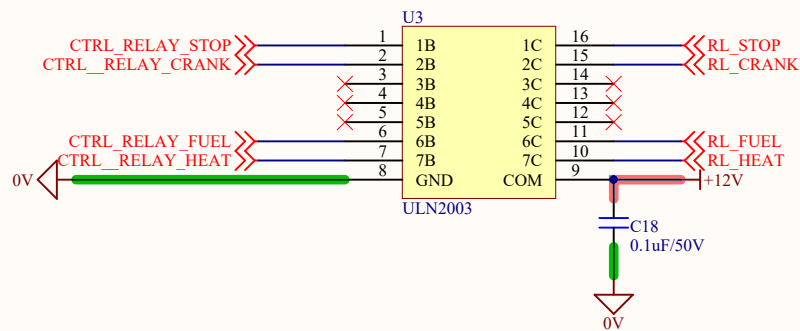 U3
CTRL_RELAY_STOP 1 1B 1C 16 RL_STOP
CTRL__RELAY_CRANK 2 2B 2C 15 RL_CRANK
3 3B 3C 14
4 4B 4C 13
5 5B 5C 12
CTRL_RELAY_FUEL 6 6B 6C 11 RL_FUEL
CTRL__RELAY_HEAT 7 7B 7C 10 RL_HEAT
0V 8 GND COM 9 +12V
ULN2003
C18
0.1uF/50V
0V